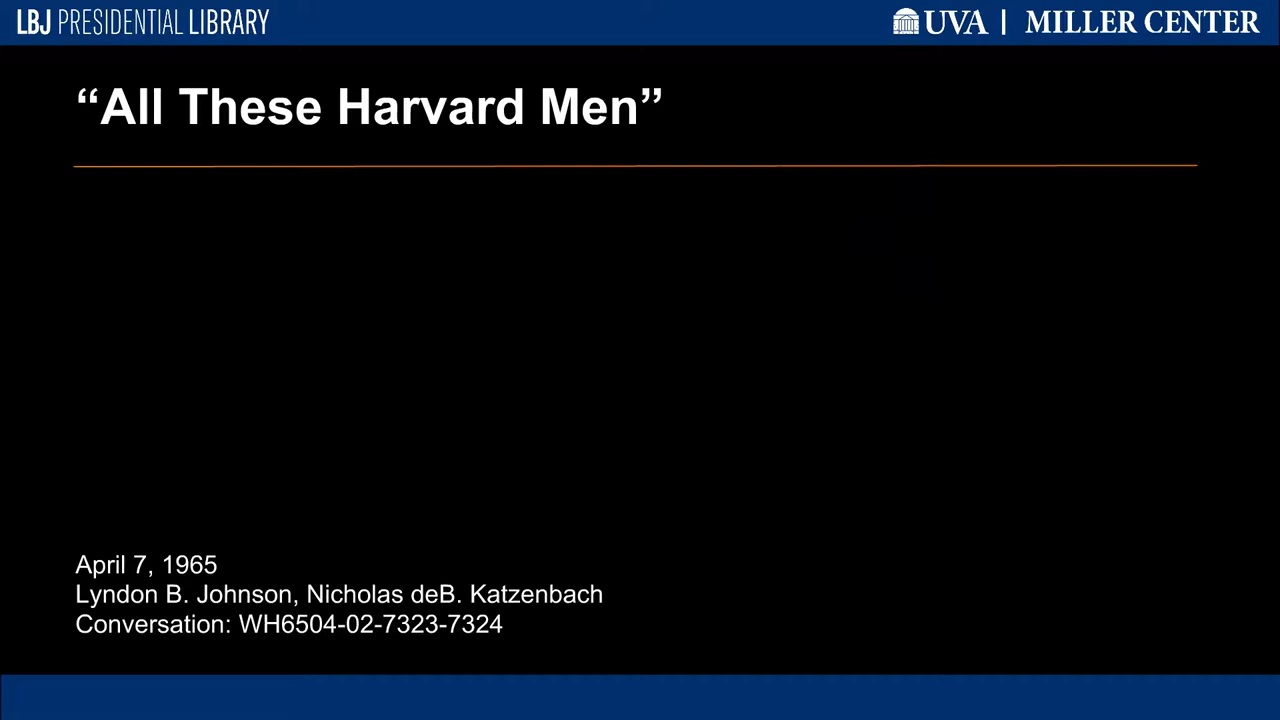 LBJ PRESIDENTIAL LIBRARY
UVA | MILLER CENTER
“All These Harvard Men”
April 7, 1965
Lyndon B. Johnson, Nicholas deB. Katzenbach
Conversation: WH6504-02-7323-7324